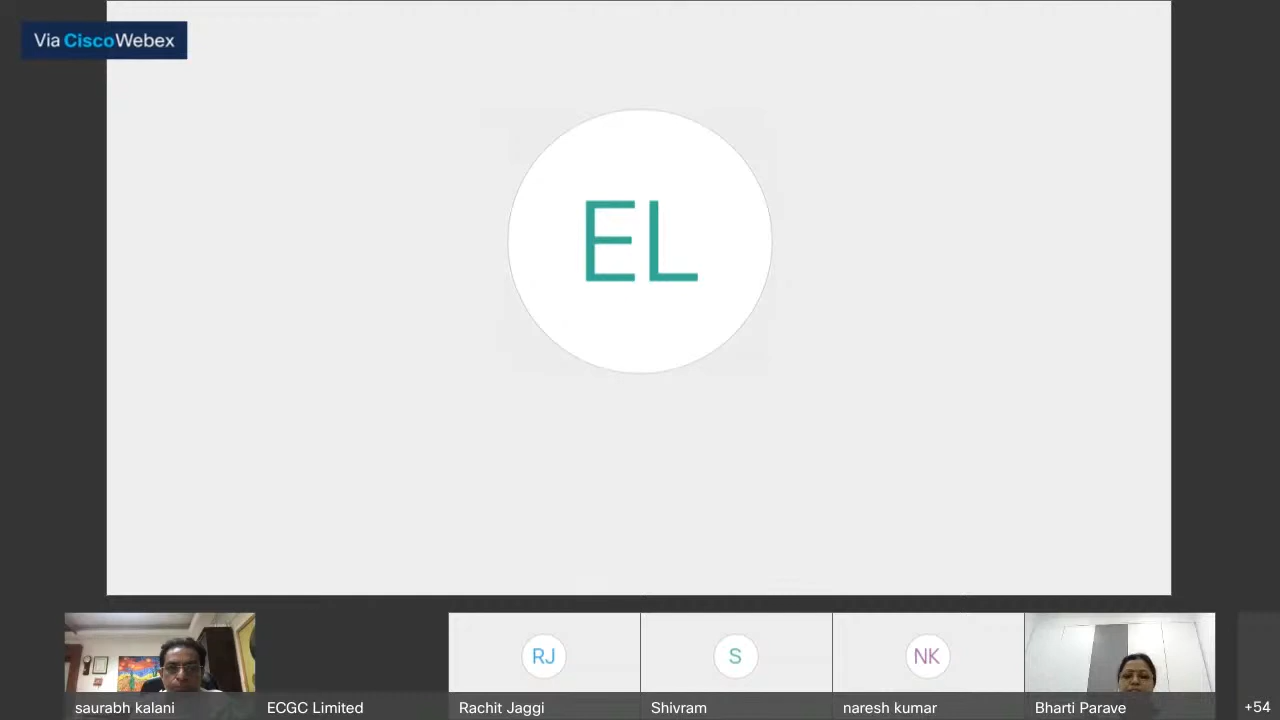 Via CiscoWebex
EL
RJ
S
NK
saurabh kalani
ECGC Limited
Rachit Jaggi
Shivram
naresh kumar
Bharti Parave
+54